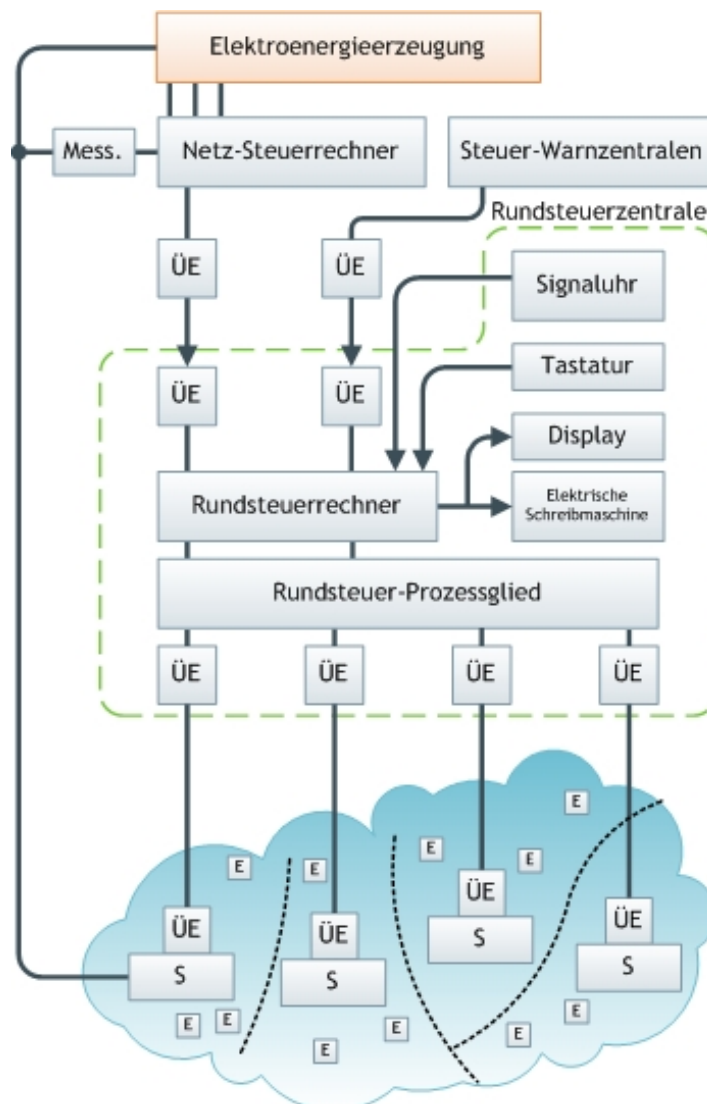 Elektroenergieerzeugung
Mess.
Netz-Steuerrechner
Steuer-Warnzentralen
Rundsteuerzentrale
ÜE
ÜE
Signaluhr
ÜE
ÜE
Tastatur
Display
Rundsteuerrechner
Elektrische
Schreibmaschine
Rundsteuer-Prozessglied
ÜE
ÜE
ÜE
ÜE
E
E
E
E
E
ÜE
ÜE
ÜE
ÜE
S
S
S
S
E
E
E
E
E
E